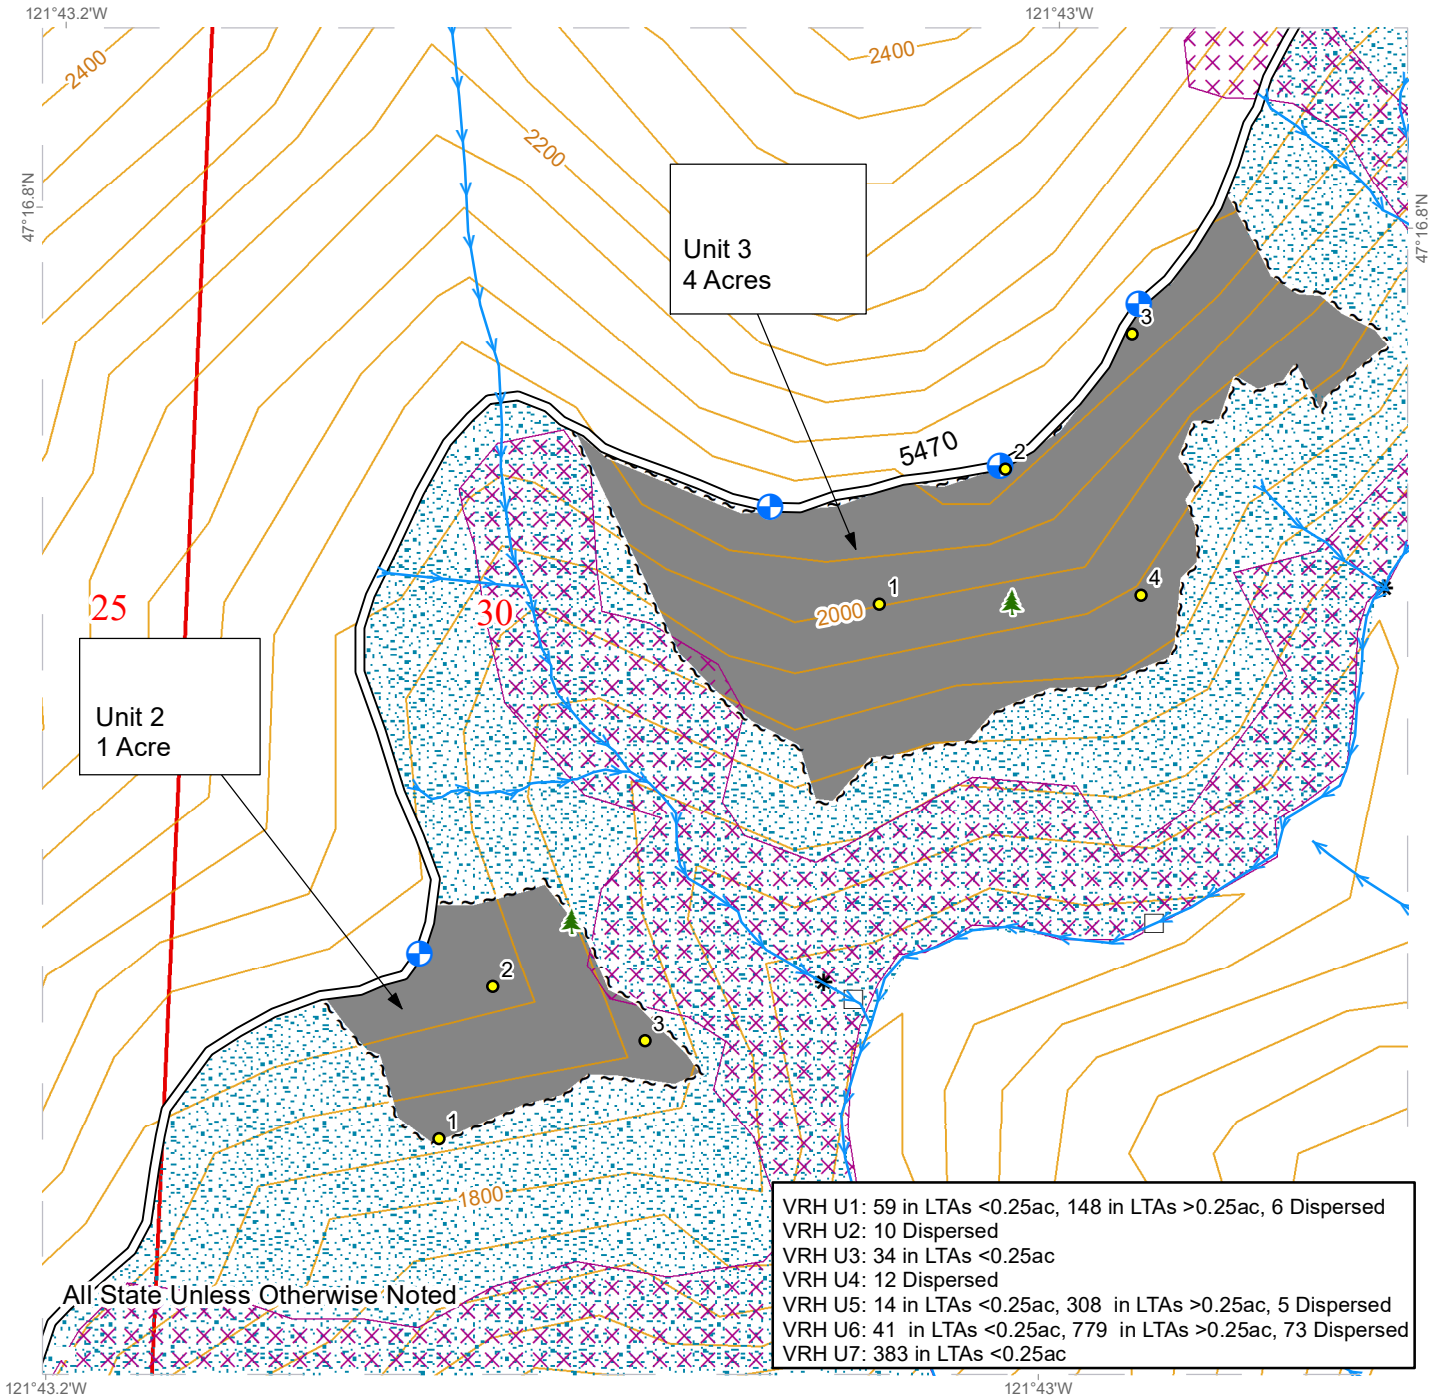 121°43.2'W
121°43'W
2400
2400
2200
47°16.8'N
47°16.8'N
Unit 3
4 Acres
3
5470
2
25
30
1
2000
4
Unit 2
1 Acre
2
3
1
1800
VRH U1: 59 in LTAs <0.25ac, 148 in LTAs >0.25ac, 6 Dispersed
VRH U2: 10 Dispersed
VRH U3: 34 in LTAs <0.25ac
VRH U4: 12 Dispersed
VRH U5: 14 in LTAs <0.25ac, 308 in LTAs >0.25ac, 5 Dispersed
VRH U6: 41 in LTAs <0.25ac, 779 in LTAs >0.25ac, 73 Dispersed
VRH U7: 383 in LTAs <0.25ac
All State Unless Otherwise Noted
121°43.2'W
121°43'W